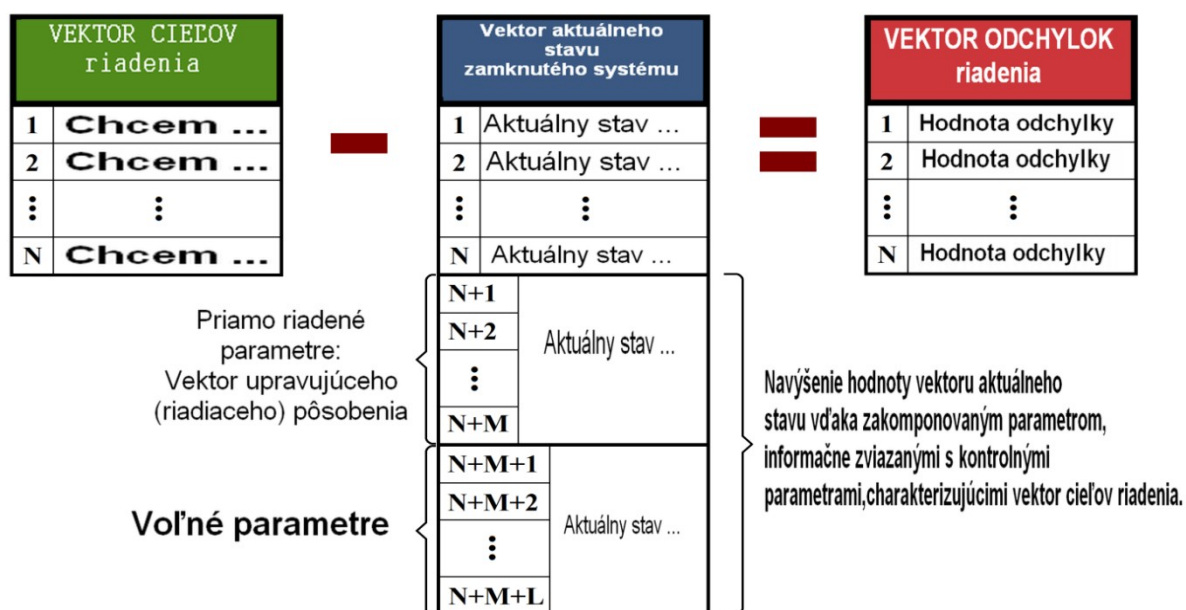 VEKTOR CIEĽOV
riadenia
1 Chcem ...
2 Chcem ...
⋮ ⋮
N Chcem ...
Vektor aktuálneho
stavu
zamknutého systému
1 Aktuálny stav ...
2 Aktuálny stav ...
⋮ ⋮
N Aktuálny stav ...
VEKTOR ODCHYLOK
riadenia
1 Hodnota odchylky
2 Hodnota odchylky
⋮ ⋮
N Hodnota odchylky
Priamo riadené
parametre:
Vektor upravujúceho
(riadiaceho) pôsobenia
N+1
N+2
⋮
N+M
Aktuálny stav ...
Voľné parametre
N+M+1
N+M+2
⋮
N+M+L
Aktuálny stav ...
Navýšenie hodnoty vektoru aktuálneho
stavu vďaka zakomponovaným parametrom,
informačne zviazanými s kontrolnými
parametrami,charakterizujúcimi vektor cieľov riadenia.